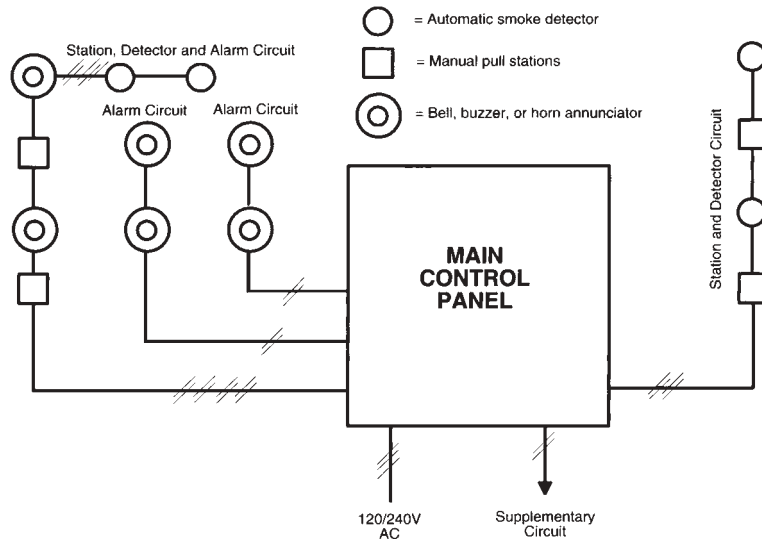 = Automatic smoke detector
Station, Detector and Alarm Circuit
= Manual pull stations
Alarm Circuit
Alarm Circuit
= Bell, buzzer, or horn annunciator
Station and Detector Circuit
MAIN
CONTROL
PANEL
120/240V
AC
Supplementary
Circuit